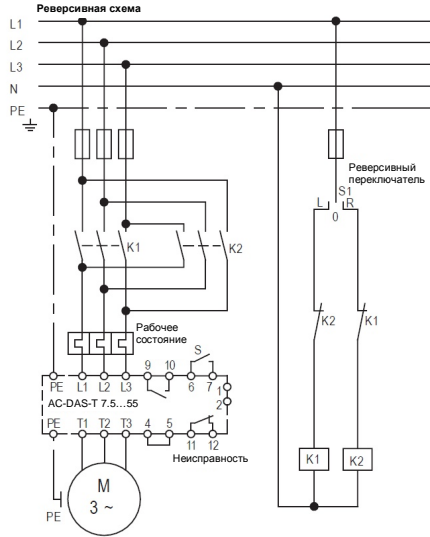 Реверсивная схема
L1
L2
L3
N
PE
Реверсивный
переключатель
S1
L R
0
K1 K2
K2 K1
Рабочее
состояние
S
9 10 6 7
PE L1 L2 L3
1
AC-DAS-T 7.5...55
2
PE T1 T2 T3 4 5 11 12
Неисправность
K1 K2
M
3 ~
PE